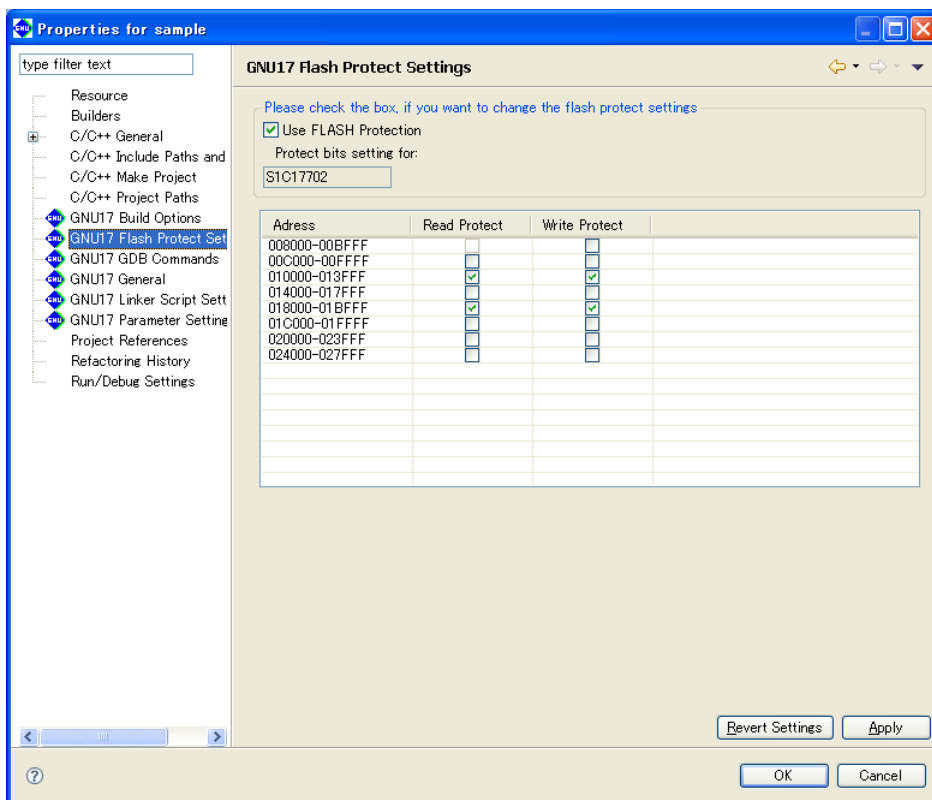 Properties for sample
type filter text
Resource
Builders
C/C++ General
C/C++ Include Paths and
C/C++ Make Project
C/C++ Project Paths
GNU17 Build Options
GNU17 Flash Protect Set
GNU17 GDB Commands
GNU17 General
GNU17 Linker Script Sett
GNU17 Parameter Setting
Project References
Refactoring History
Run/Debug Settings
GNU17 Flash Protect Settings
Please check the box, if you want to change the flash protect settings
Use FLASH Protection
Protect bits setting for:
S1C17702
Adress Read Protect Write Protect
008000-00BFFF
00C000-00FFFF
010000-013FFF
014000-017FFF
018000-01BFFF
01C000-01FFFF
020000-023FFF
024000-027FFF
Revert Settings Apply
OK Cancel